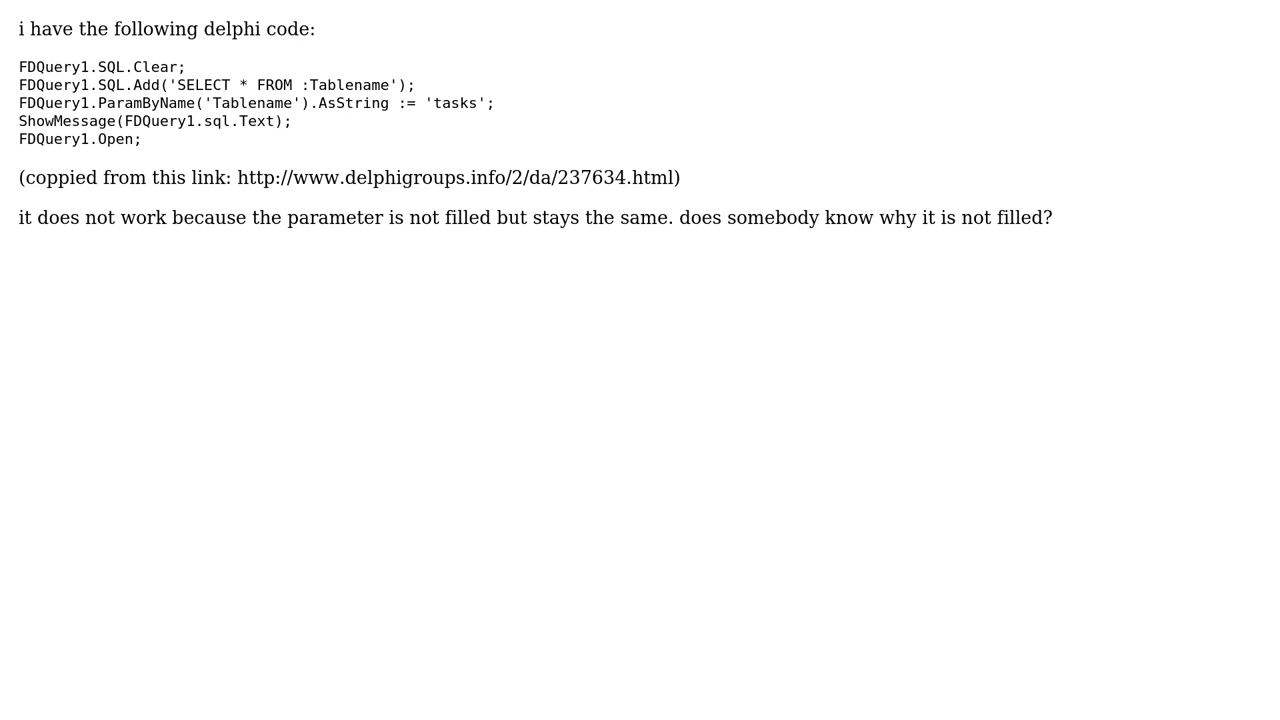 i have the following delphi code:
FDQuery1.SQL.Clear;
FDQuery1.SQL.Add('SELECT * FROM :Tablename');
FDQuery1.ParamByName('Tablename').AsString := 'tasks';
ShowMessage(FDQuery1.sql.Text);
FDQuery1.Open;
(coppied from this link: http://www.delphigroups.info/2/da/237634.html)
it does not work because the parameter is not filled but stays the same. does somebody know why it is not filled?